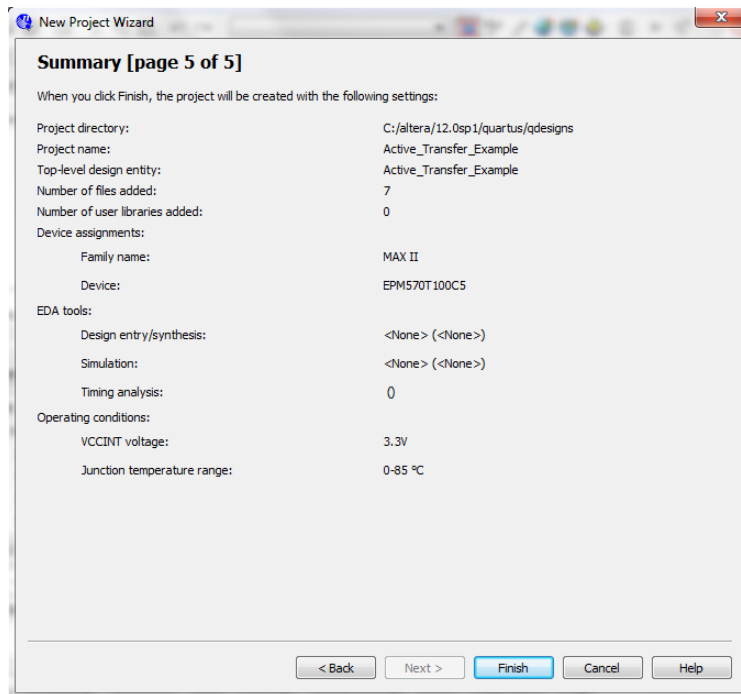 New Project Wizard
x
Summary [page 5 of 5]
When you click Finish, the project will be created with the following settings:
Project directory: C:/altera/12.0sp1/quartus/qdesigns
Project name: Active_Transfer_Example
Top-level design entity: Active_Transfer_Example
Number of files added: 7
Number of user libraries added: 0
Device assignments:
Family name: MAX II
Device: EPM570T100C5
EDA tools:
Design entry/synthesis: <None> (<None>)
Simulation: <None> (<None>)
Timing analysis: ()
Operating conditions:
VCCINT voltage: 3.3V
Junction temperature range: 0-85 ºC
< Back Next > Finish Cancel Help